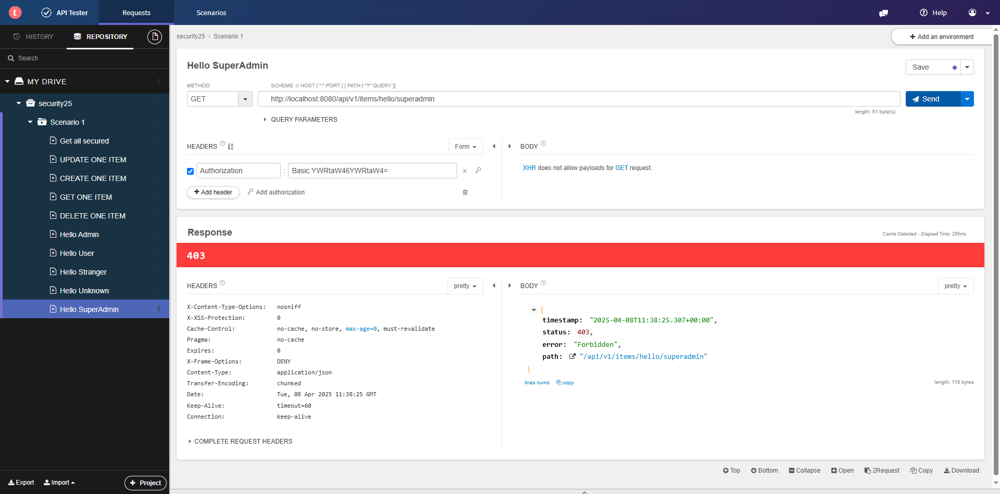 t API Tester Requests Scenarios Help
HISTORY REPOSITORY
Search
MY DRIVE
security25
Scenario 1
Get all secured
UPDATE ONE ITEM
CREATE ONE ITEM
GET ONE ITEM
DELETE ONE ITEM
Hello Admin
Hello User
Hello Stranger
Hello Unknown
Hello SuperAdmin
Export Import + Project
security25 › Scenario 1
+ Add an environment
Hello SuperAdmin
Save
METHOD SCHEME :// HOST [ ":" PORT ] [ PATH [ "?" QUERY ]]
GET http://localhost:8080/api/v1/items/hello/superadmin Send
length: 51 byte(s)
QUERY PARAMETERS
HEADERS ? Form
BODY ?
Authorization : Basic YWRtaW46YWRtaW4= ×
XHR does not allow payloads for GET request.
+ Add header Add authorization
Response
Cache Detected - Elapsed Time: 255ms
403
HEADERS ? pretty
BODY ? pretty
X-Content-Type-Options: nosniff
X-XSS-Protection: 0
Cache-Control: no-cache, no-store, max-age=0, must-revalidate
Pragma: no-cache
Expires: 0
X-Frame-Options: DENY
Content-Type: application/json
Transfer-Encoding: chunked
Date: Tue, 08 Apr 2025 11:38:25 GMT
Keep-Alive: timeout=60
Connection: keep-alive
COMPLETE REQUEST HEADERS
{
timestamp: "2025-04-08T11:38:25.307+00:00",
status: 403,
error: "Forbidden",
path: "/api/v1/items/hello/superadmin"
}
lines nums copy length: 118 bytes
Top Bottom Collapse Open 2Request Copy Download